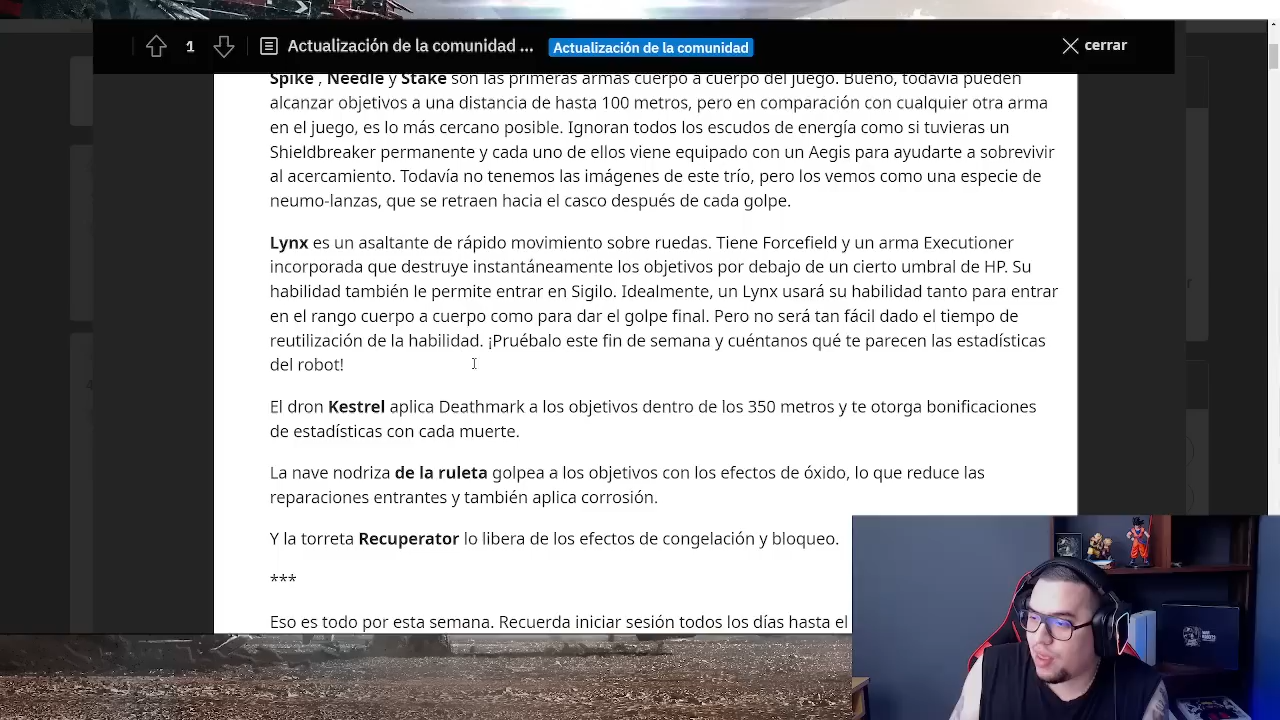 1
Actualización de la comunidad ...
Actualización de la comunidad
cerrar
Spike , Needle y Stake son las primeras armas cuerpo a cuerpo del juego. Bueno, todavía pueden
alcanzar objetivos a una distancia de hasta 100 metros, pero en comparación con cualquier otra arma
en el juego, es lo más cercano posible. Ignoran todos los escudos de energía como si tuvieras un
Shieldbreaker permanente y cada uno de ellos viene equipado con un Aegis para ayudarte a sobrevivir
al acercamiento. Todavía no tenemos las imágenes de este trío, pero los vemos como una especie de
neumo-lanzas, que se retraen hacia el casco después de cada golpe.
Lynx es un asaltante de rápido movimiento sobre ruedas. Tiene Forcefield y un arma Executioner
incorporada que destruye instantáneamente los objetivos por debajo de un cierto umbral de HP. Su
habilidad también le permite entrar en Sigilo. Idealmente, un Lynx usará su habilidad tanto para entrar
en el rango cuerpo a cuerpo como para dar el golpe final. Pero no será tan fácil dado el tiempo de
reutilización de la habilidad. ¡Pruébalo este fin de semana y cuéntanos qué te parecen las estadísticas
del robot!
El dron Kestrel aplica Deathmark a los objetivos dentro de los 350 metros y te otorga bonificaciones
de estadísticas con cada muerte.
La nave nodriza de la ruleta golpea a los objetivos con los efectos de óxido, lo que reduce las
reparaciones entrantes y también aplica corrosión.
Y la torreta Recuperator lo libera de los efectos de congelación y bloqueo.
***
Eso es todo por esta semana. Recuerda iniciar sesión todos los días hasta el